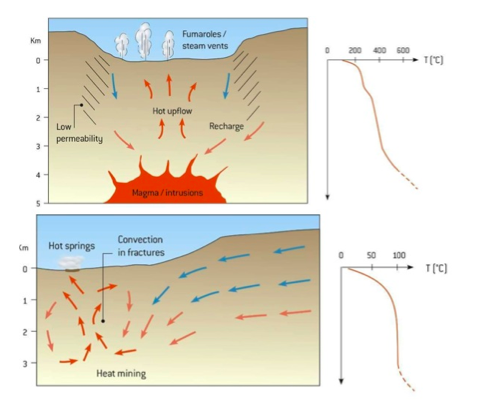 Fumaroles /
steam vents
Km
0
1
2
3
4
5
Low
permeability
Hot upflow
Recharge
Magma / intrusions
0 200 400 600
T (°C)
Hot springs
Convection
in fractures
Km
0
1
2
3
Heat mining
0 50 100
T (°C)